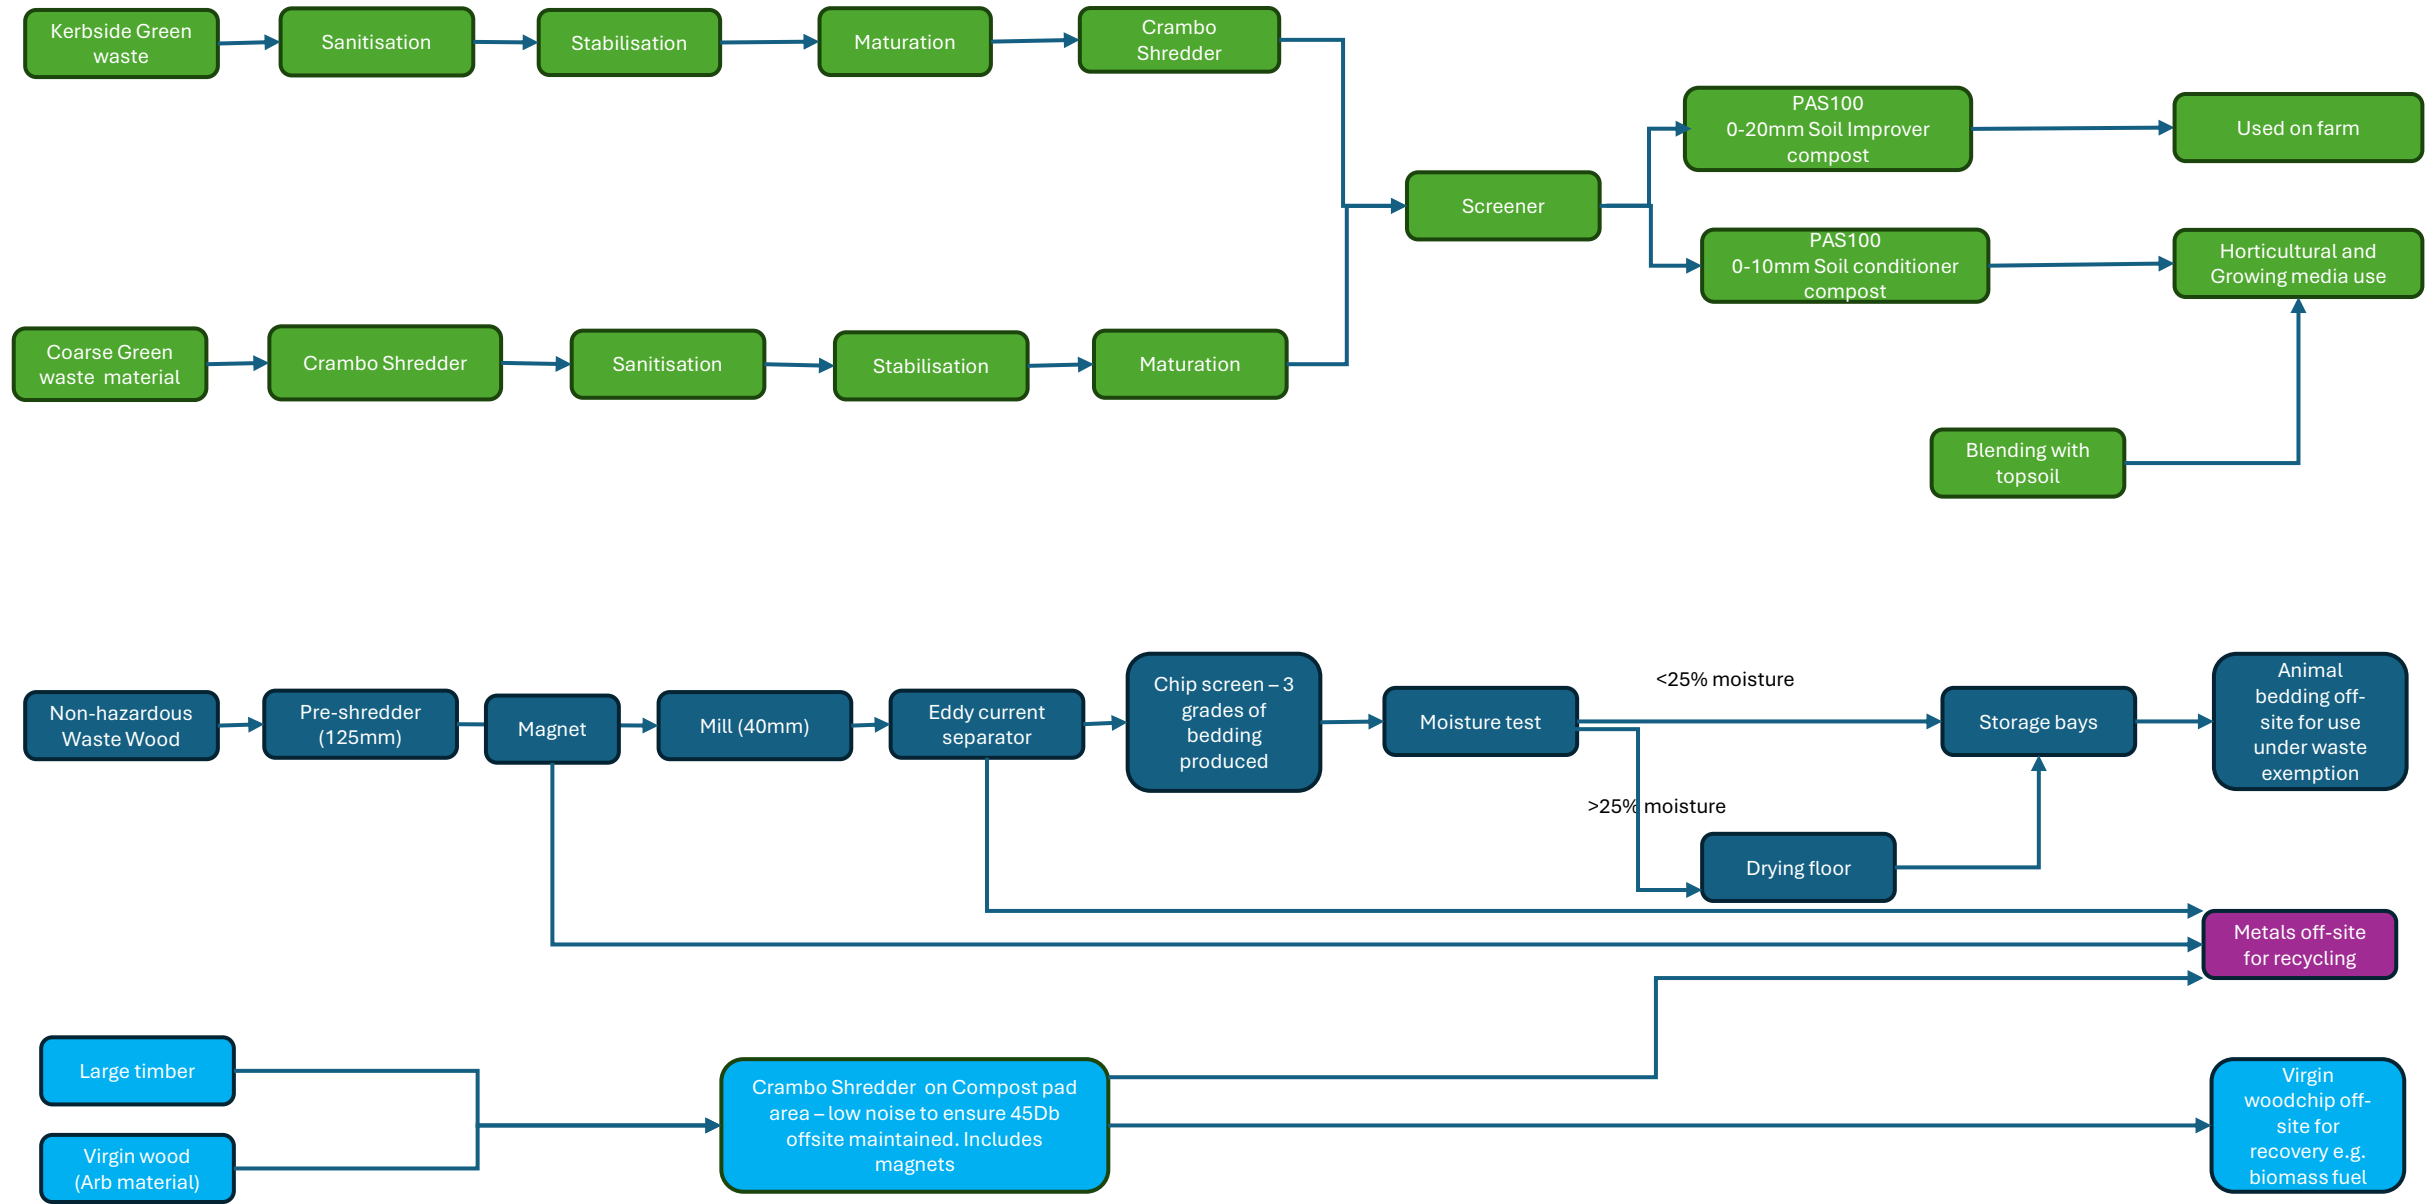 Kerbside Green
waste
Sanitisation
Stabilisation
Maturation
Crambo
Shredder
PAS100
0-20mm Soil Improver
compost
Used on farm
Screener
PAS100
0-10mm Soil conditioner
compost
Horticultural and
Growing media use
Coarse Green
waste  material
Crambo Shredder
Sanitisation
Stabilisation
Maturation
Blending with
topsoil
Non-hazardous
Waste Wood
Pre-shredder
(125mm)
Magnet
Mill (40mm)
Eddy current
separator
Chip screen – 3
grades of
bedding
produced
Moisture test
<25% moisture
>25% moisture
Drying floor
Storage bays
Animal
bedding off-
site for use
under waste
exemption
Metals off-site
for recycling
Large timber
Virgin wood
(Arb material)
Crambo Shredder  on Compost pad
area – low noise to ensure 45Db
offsite maintained. Includes
magnets
Virgin
woodchip off-
site for
recovery e.g.
biomass fuel